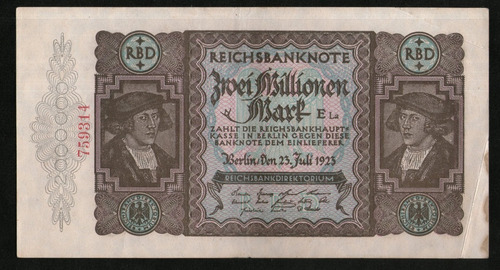 RBD
REICHSBANKNOTE
RBD
Zwei Millionen
Mark
E La
ZAHLT DIE REICHSBANKHAUPT
KASSE IN BERLIN GEGEN DIESE
BANKNOTE DEM EINLIEFERER
Berlin, den 23. Juli 1923
REICHSBANKDIREKTORIUM
2000000
759314